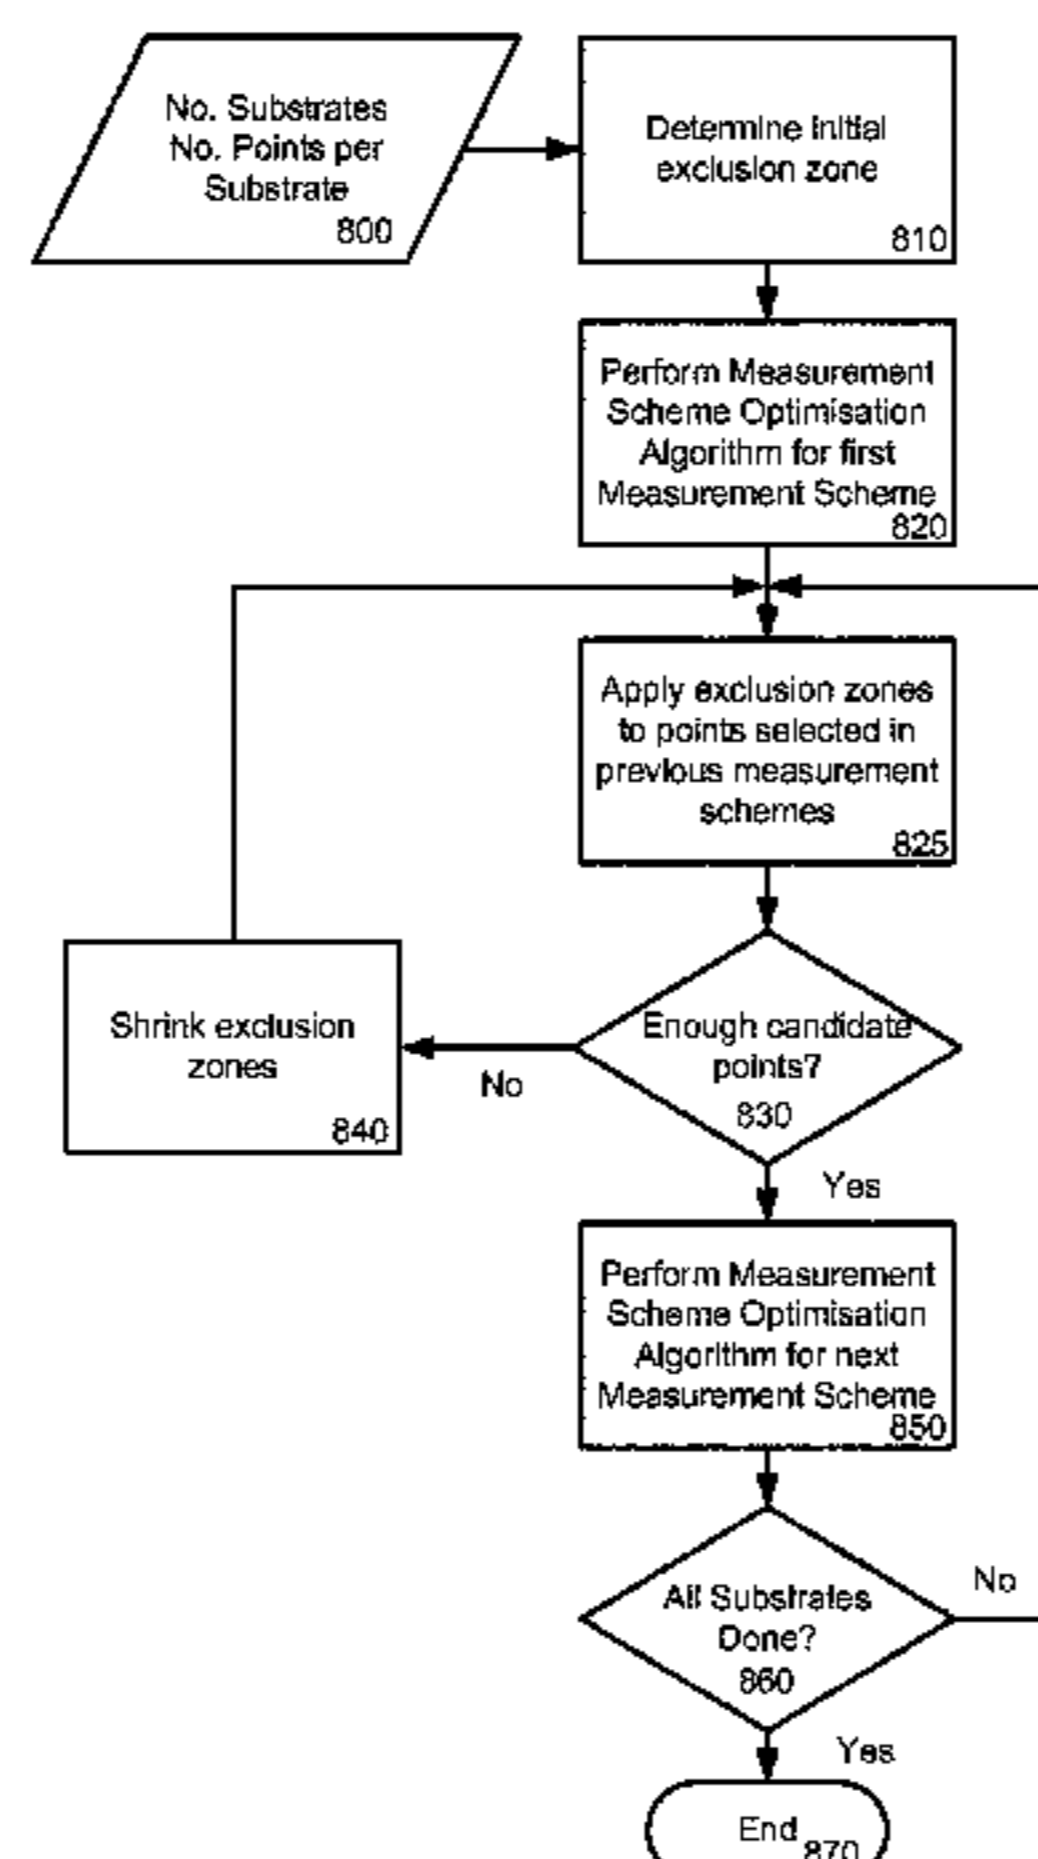 No. Substrates
No. Points per
Substrate
800
Determine initial
exclusion zone
810
Perform Measurement
Scheme Optimisation
Algorithm for first
Measurement Scheme
820
Apply exclusion zones
to points selected in
previous measurement
schemes
825
Enough candidate
points?
830
No
Shrink exclusion
zones
840
Yes
Perform Measurement
Scheme Optimisation
Algorithm for next
Measurement Scheme
850
All Substrates
Done?
860
No
Yes
End
870